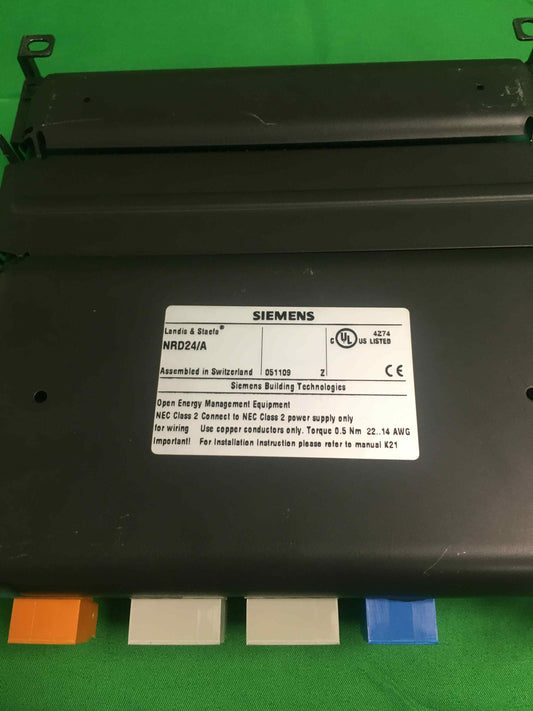 SIEMENS
Landis & Staefa®
NRD24/A
Assembled in Switzerland 051109 Z
C UL US LISTED 4Z74
CE
Siemens Building Technologies
Open Energy Management Equipment
NEC Class 2 Connect to NEC Class 2 power supply only
for wiring Use copper conductors only. Torque 0.5 Nm 22..14 AWG
Important! For Installation Instruction please refer to manual K21